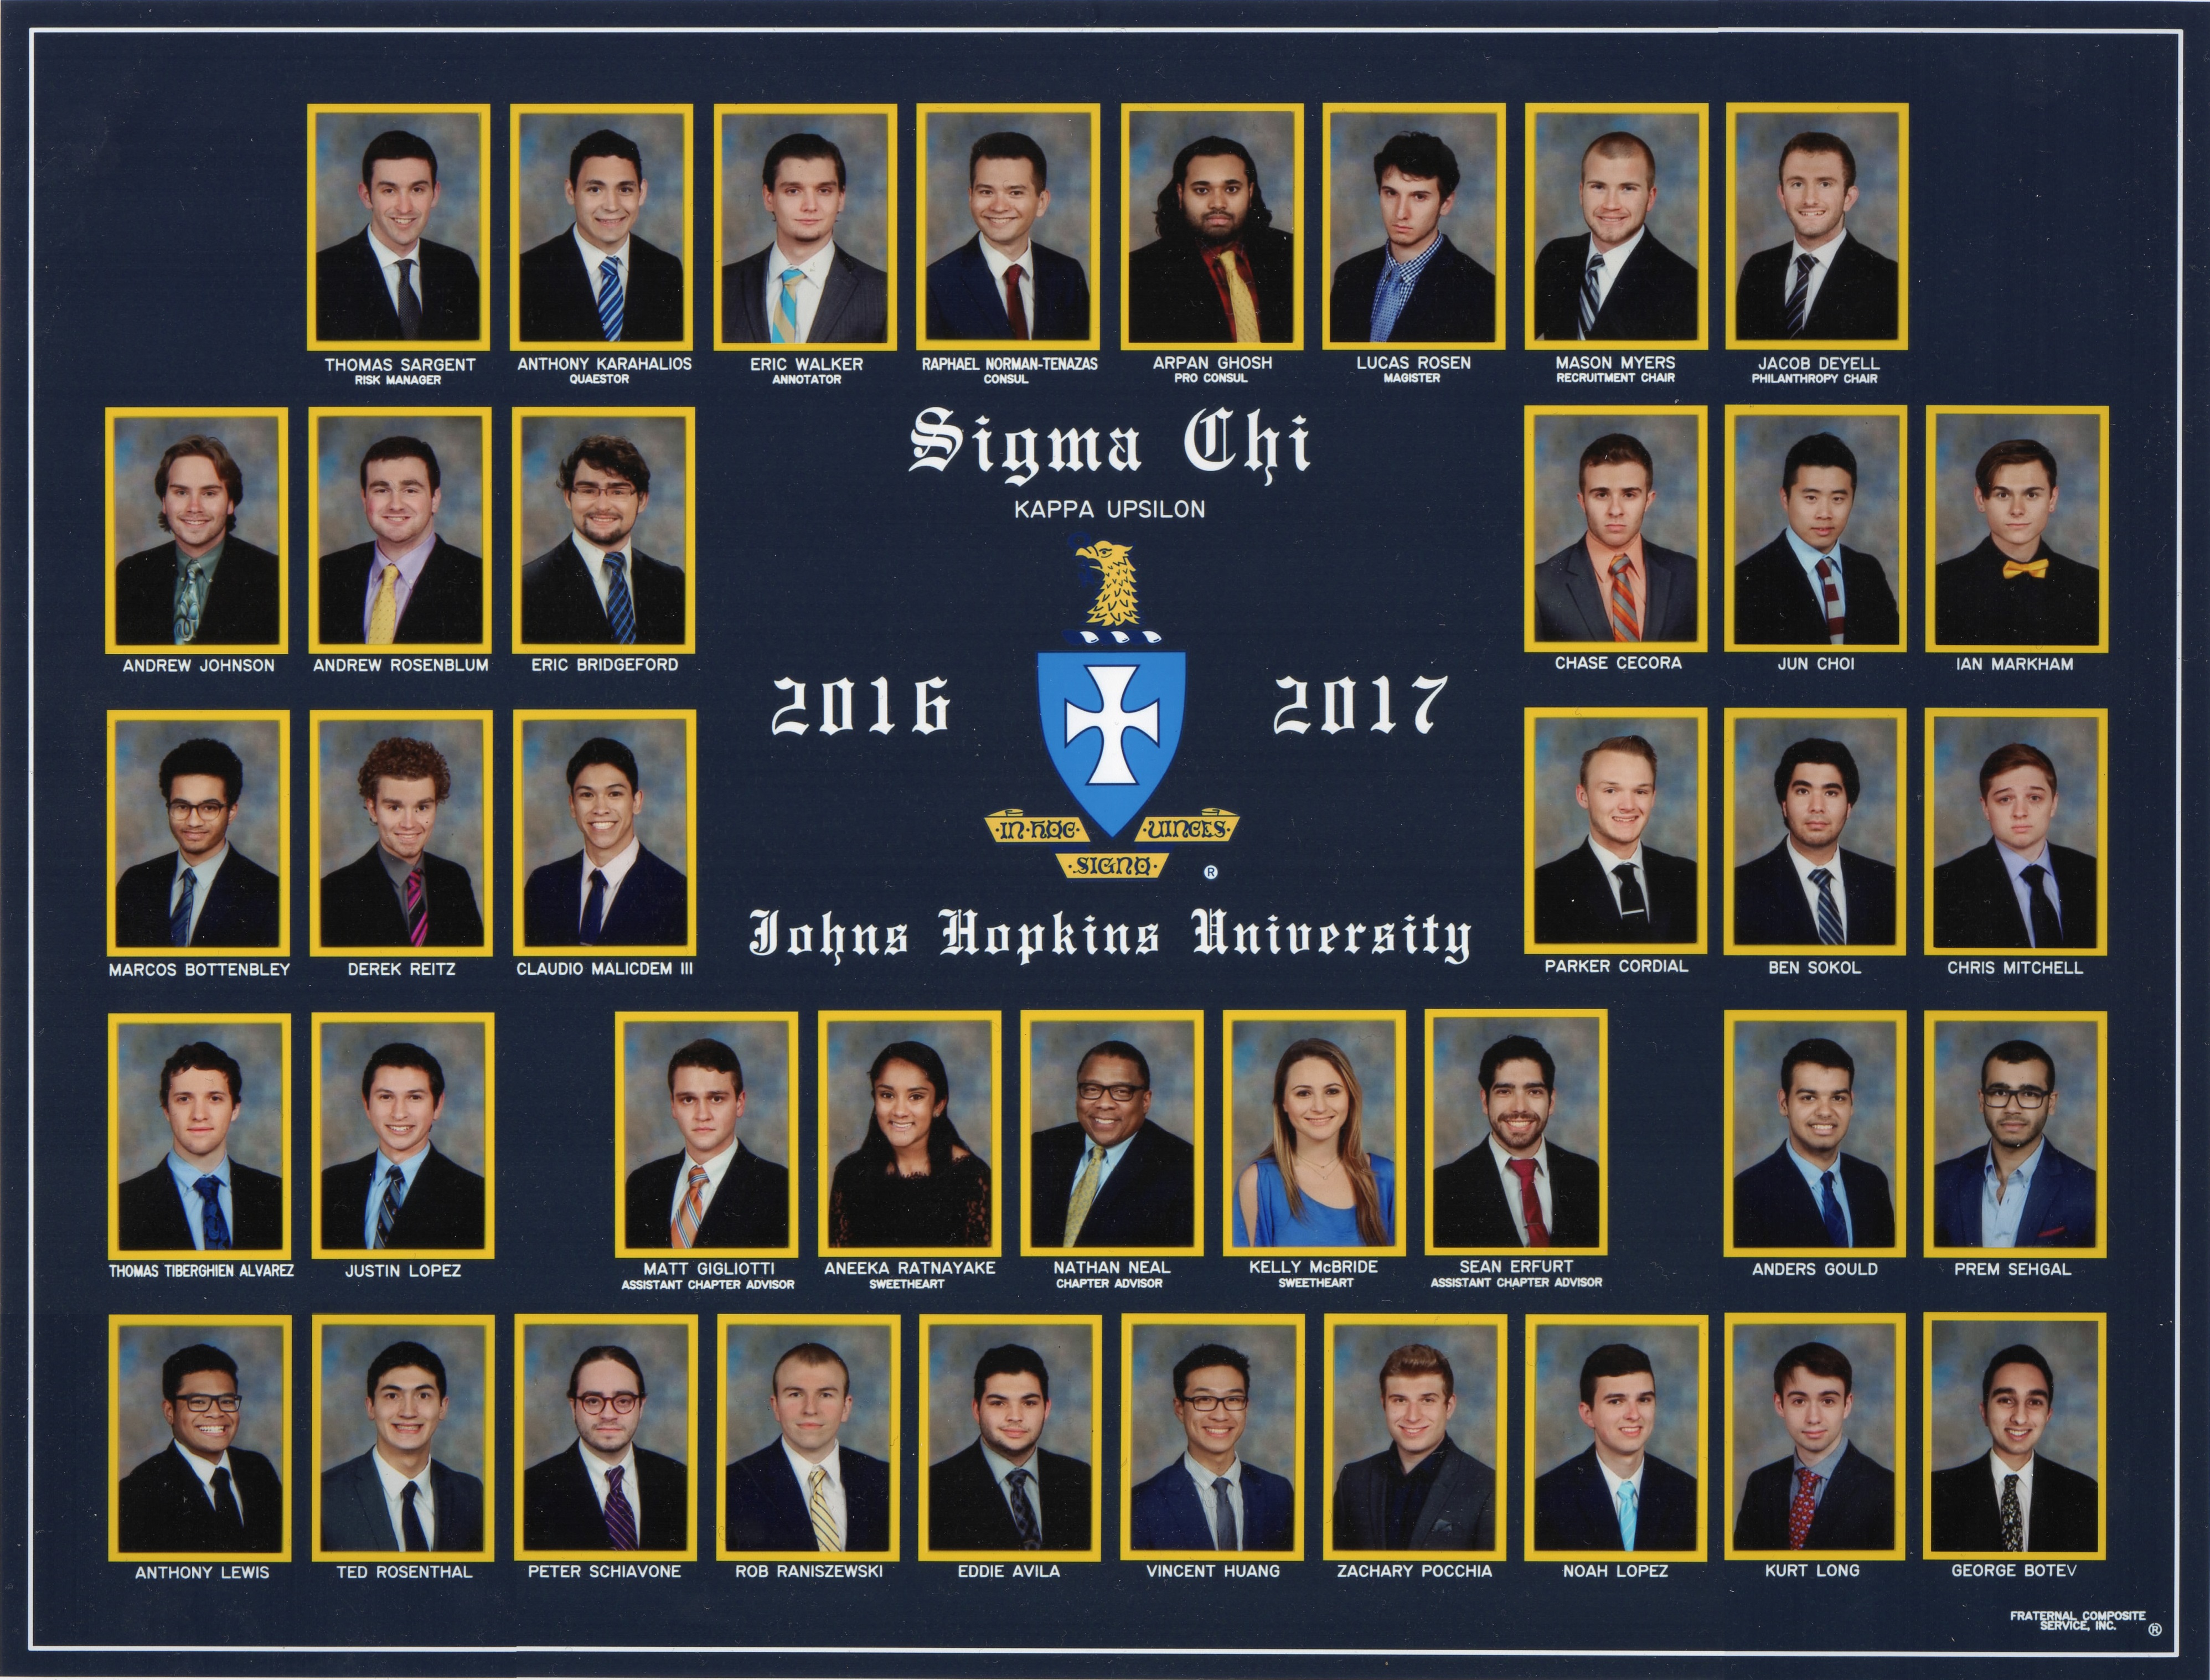 THOMAS SARGENT
RISK MANAGER
ANTHONY KARAHALIOS
QUAESTOR
ERIC WALKER
ANNOTATOR
RAPHAEL NORMAN-TENAZAS
CONSUL
ARPAN GHOSH
PRO CONSUL
LUCAS ROSEN
MAGISTER
MASON MYERS
RECRUITMENT CHAIR
JACOB DEYELL
PHILANTHROPY CHAIR
Sigma Chi
KAPPA UPSILON
ANDREW JOHNSON
ANDREW ROSENBLUM
ERIC BRIDGEFORD
CHASE CECORA
JUN CHOI
IAN MARKHAM
2016
2017
·IN·HOC·
·VINCES·
·SIGNO·
®
Johns Hopkins University
MARCOS BOTTENBLEY
DEREK REITZ
CLAUDIO MALICDEM III
PARKER CORDIAL
BEN SOKOL
CHRIS MITCHELL
THOMAS TIBERGHIEN ALVAREZ
JUSTIN LOPEZ
MATT GIGLIOTTI
ASSISTANT CHAPTER ADVISOR
ANEEKA RATNAYAKE
SWEETHEART
NATHAN NEAL
CHAPTER ADVISOR
KELLY McBRIDE
SWEETHEART
SEAN ERFURT
ASSISTANT CHAPTER ADVISOR
ANDERS GOULD
PREM SEHGAL
ANTHONY LEWIS
TED ROSENTHAL
PETER SCHIAVONE
ROB RANISZEWSKI
EDDIE AVILA
VINCENT HUANG
ZACHARY POCCHIA
NOAH LOPEZ
KURT LONG
GEORGE BOTEV
FRATERNAL COMPOSITE
SERVICE, INC. ®